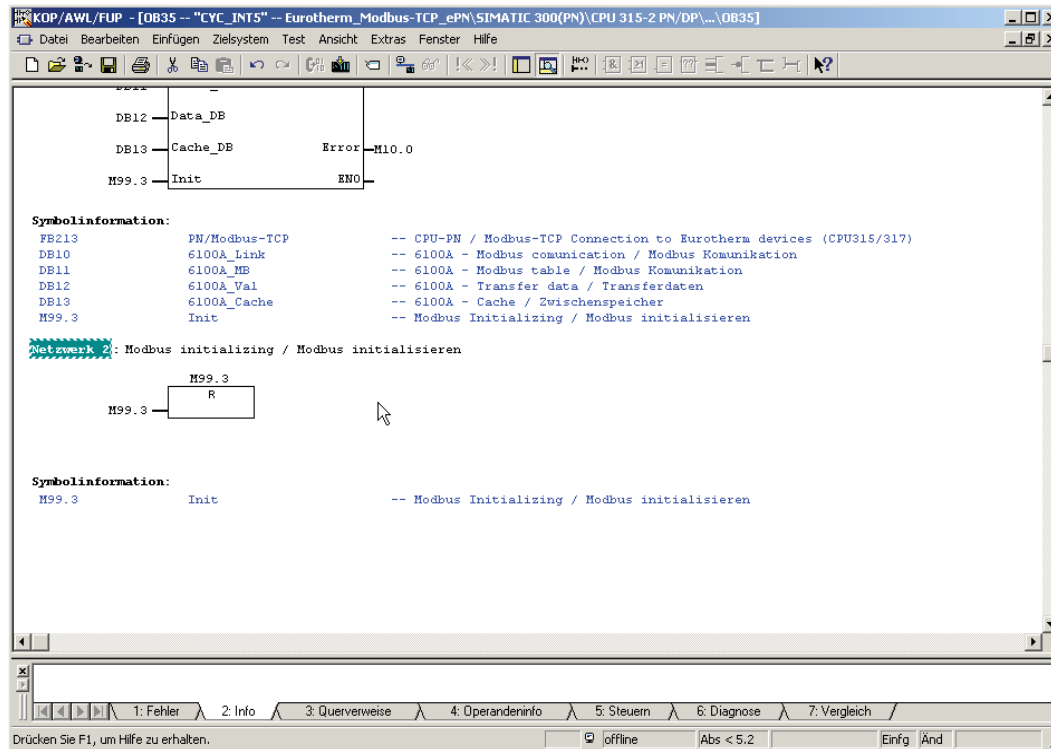 KOP/AWL/FUP - [OB35 -- "CYC_INT5" -- Eurotherm_Modbus-TCP_ePN\SIMATIC 300(PN)\CPU 315-2 PN/DP\...\OB35]
Datei Bearbeiten Einfügen Zielsystem Test Ansicht Extras Fenster Hilfe
DB12 Data_DB
DB13 Cache_DB Error M10.0
M99.3 Init ENO
Symbolinformation:
FB213 PN/Modbus-TCP -- CPU-PN / Modbus-TCP Connection to Eurotherm devices (CPU315/317)
DB10 6100A_Link -- 6100A - Modbus comunication / Modbus Komunikation
DB11 6100A_MB -- 6100A - Modbus table / Modbus Komunikation
DB12 6100A_Val -- 6100A - Transfer data / Transferdaten
DB13 6100A_Cache -- 6100A - Cache / Zwischenspeicher
M99.3 Init -- Modbus Initializing / Modbus initialisieren
Netzwerk 2: Modbus initializing / Modbus initialisieren
M99.3
R
M99.3
Symbolinformation:
M99.3 Init -- Modbus Initializing / Modbus initialisieren
1: Fehler 2: Info 3: Querverweise 4: Operandeninfo 5: Steuern 6: Diagnose 7: Vergleich
Drücken Sie F1, um Hilfe zu erhalten. offline Abs < 5.2 Einfg Änd